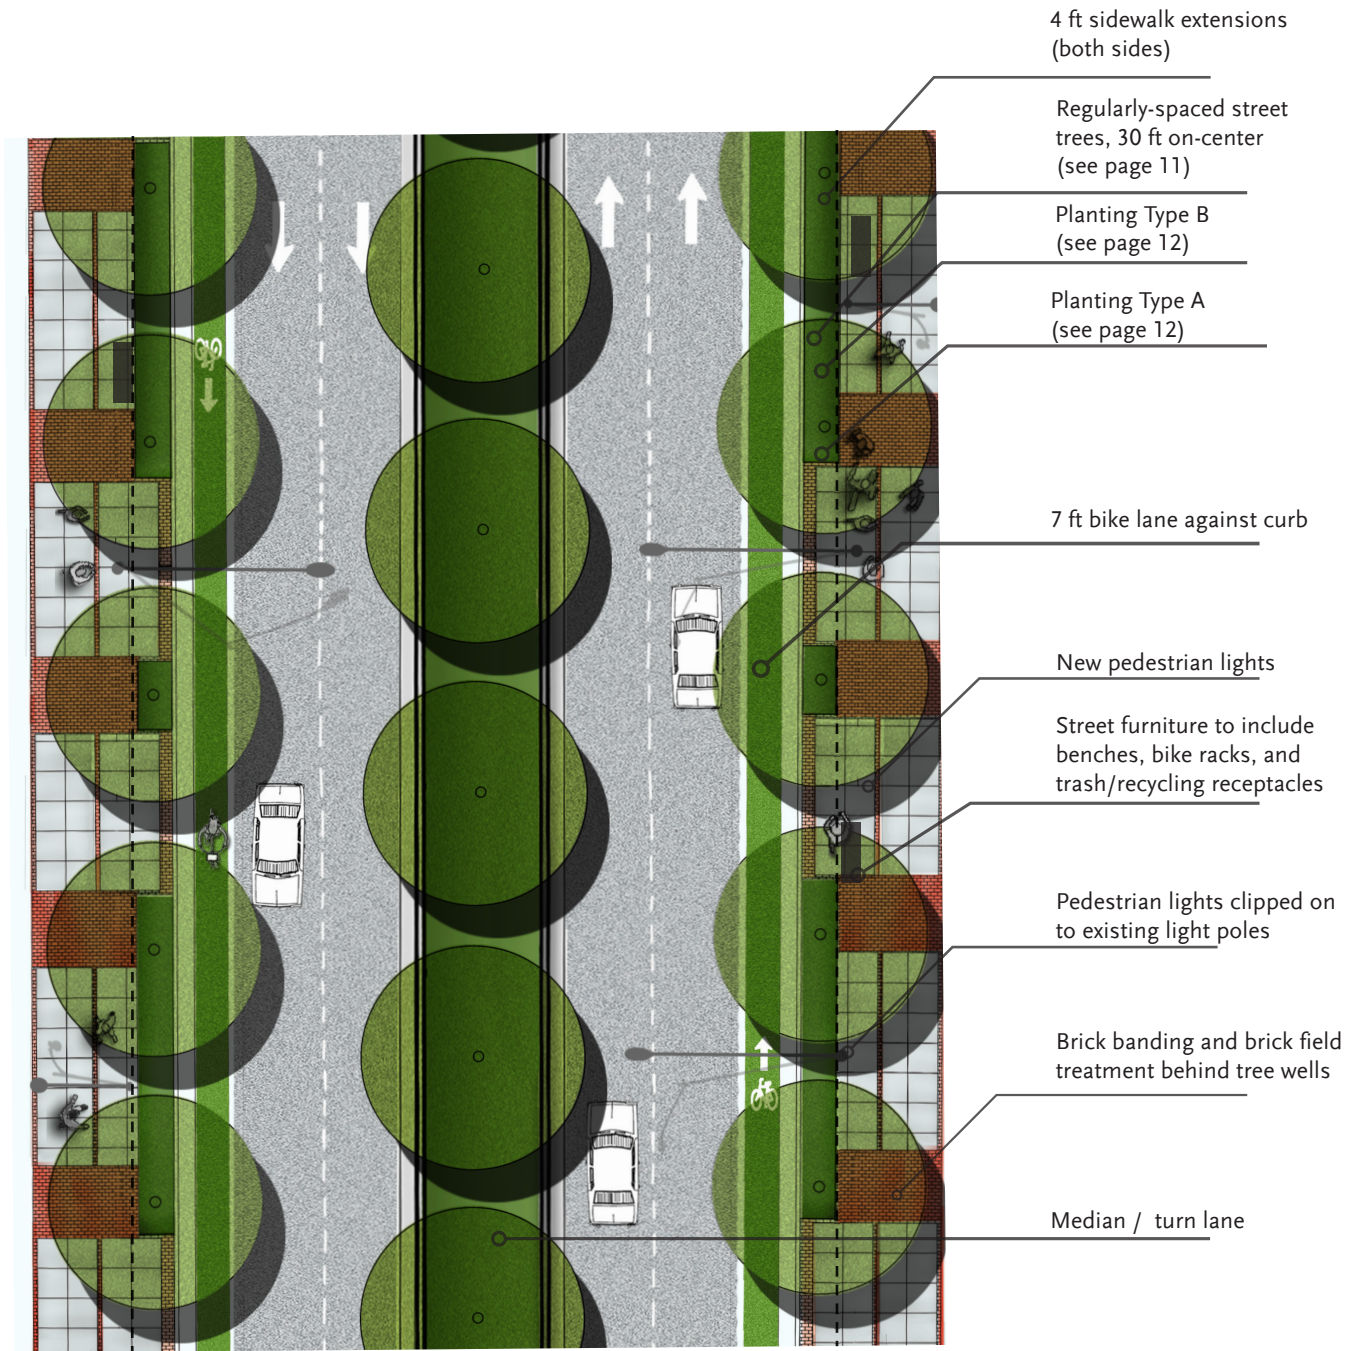 4 ft sidewalk extensions
(both sides)
Regularly-spaced street
trees, 30 ft on-center
(see page 11)
Planting Type B
(see page 12)
Planting Type A
(see page 12)
7 ft bike lane against curb
New pedestrian lights
Street furniture to include
benches, bike racks, and
trash/recycling receptacles
Pedestrian lights clipped on
to existing light poles
Brick banding and brick field
treatment behind tree wells
Median / turn lane